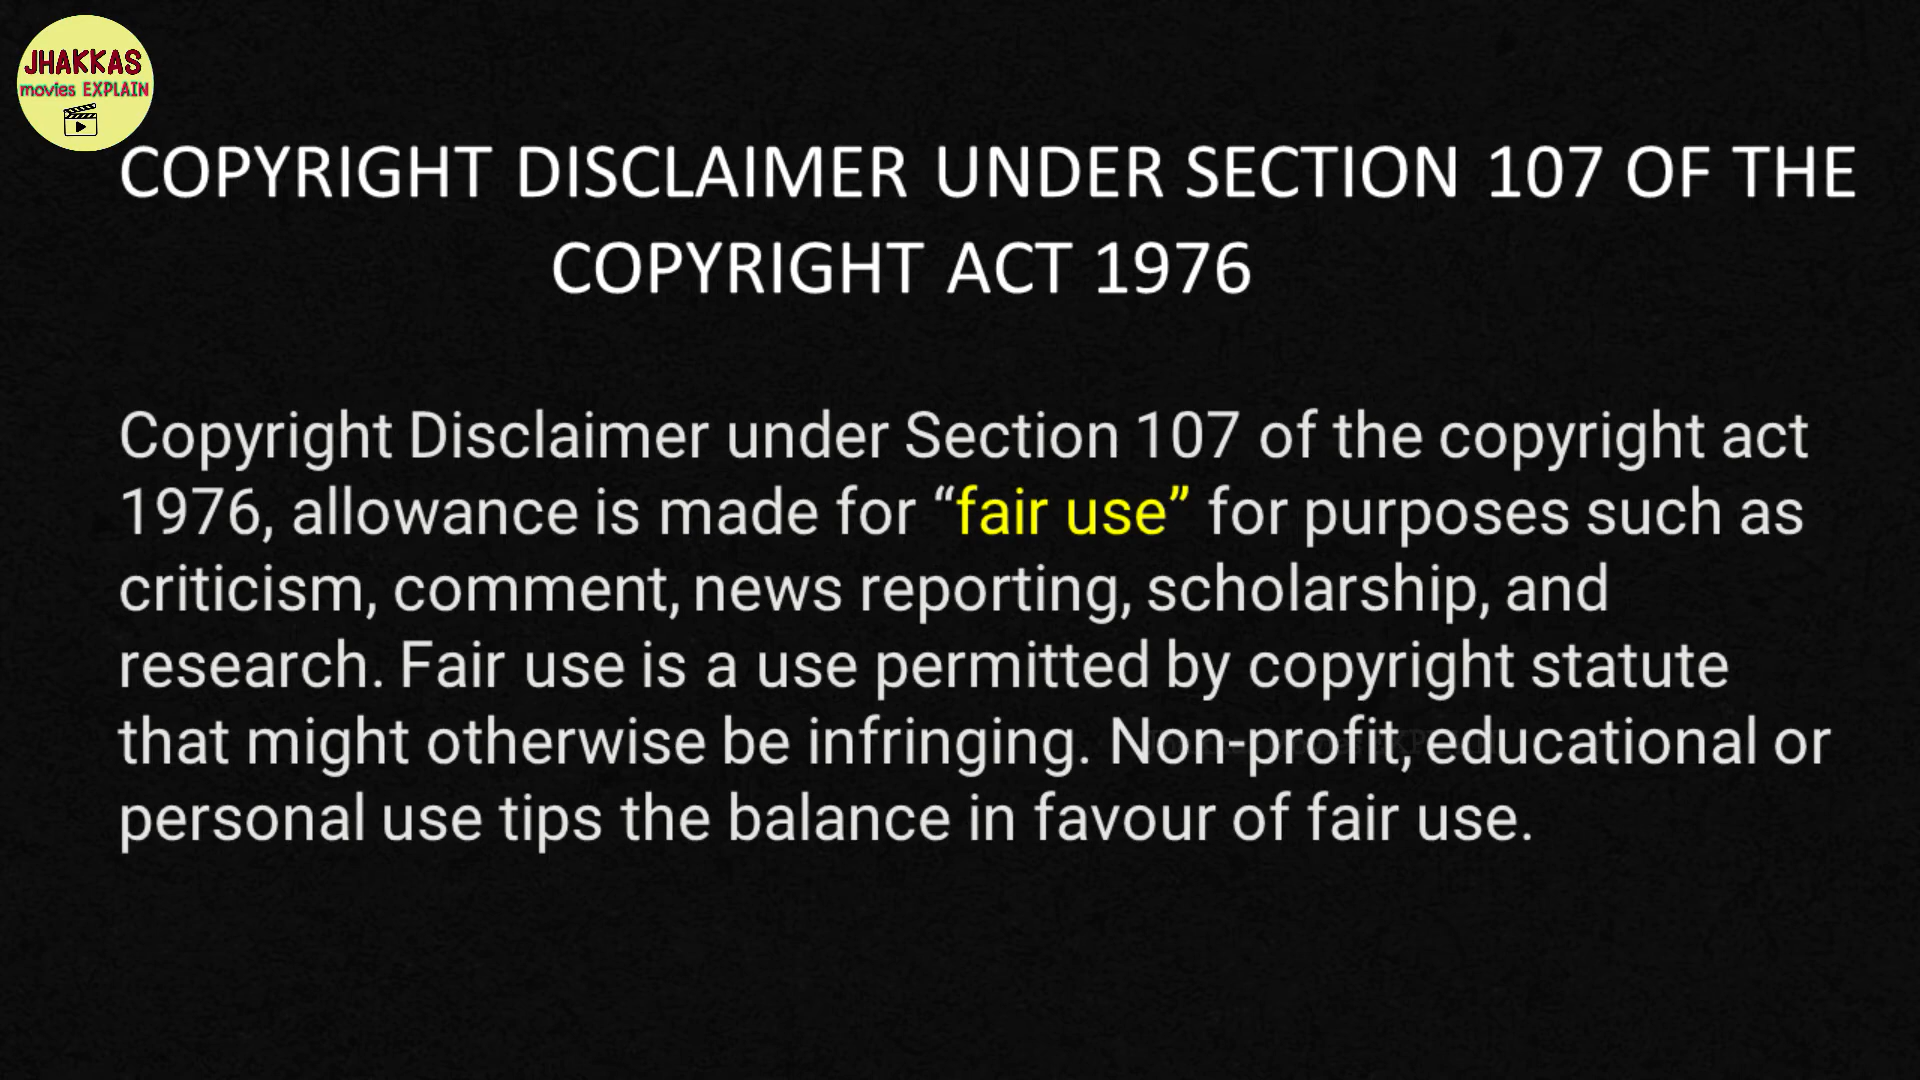 JHAKKAS
movies EXPLAIN
COPYRIGHT DISCLAIMER UNDER SECTION 107 OF THE
COPYRIGHT ACT 1976
Copyright Disclaimer under Section 107 of the copyright act
1976, allowance is made for “fair use” for purposes such as
criticism, comment, news reporting, scholarship, and
research. Fair use is a use permitted by copyright statute
that might otherwise be infringing. Non-profit, educational or
personal use tips the balance in favour of fair use.